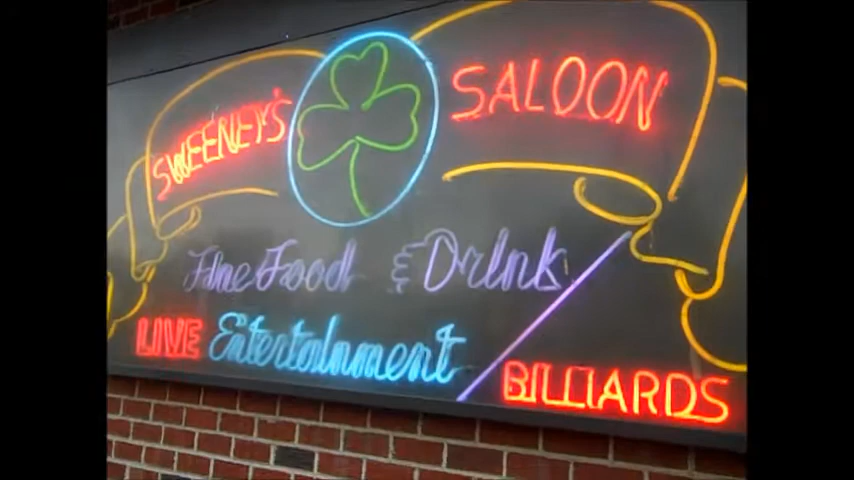 SWEENEY'S SALOON
Fine Food & Drink
LIVE Entertainment
BILLIARDS